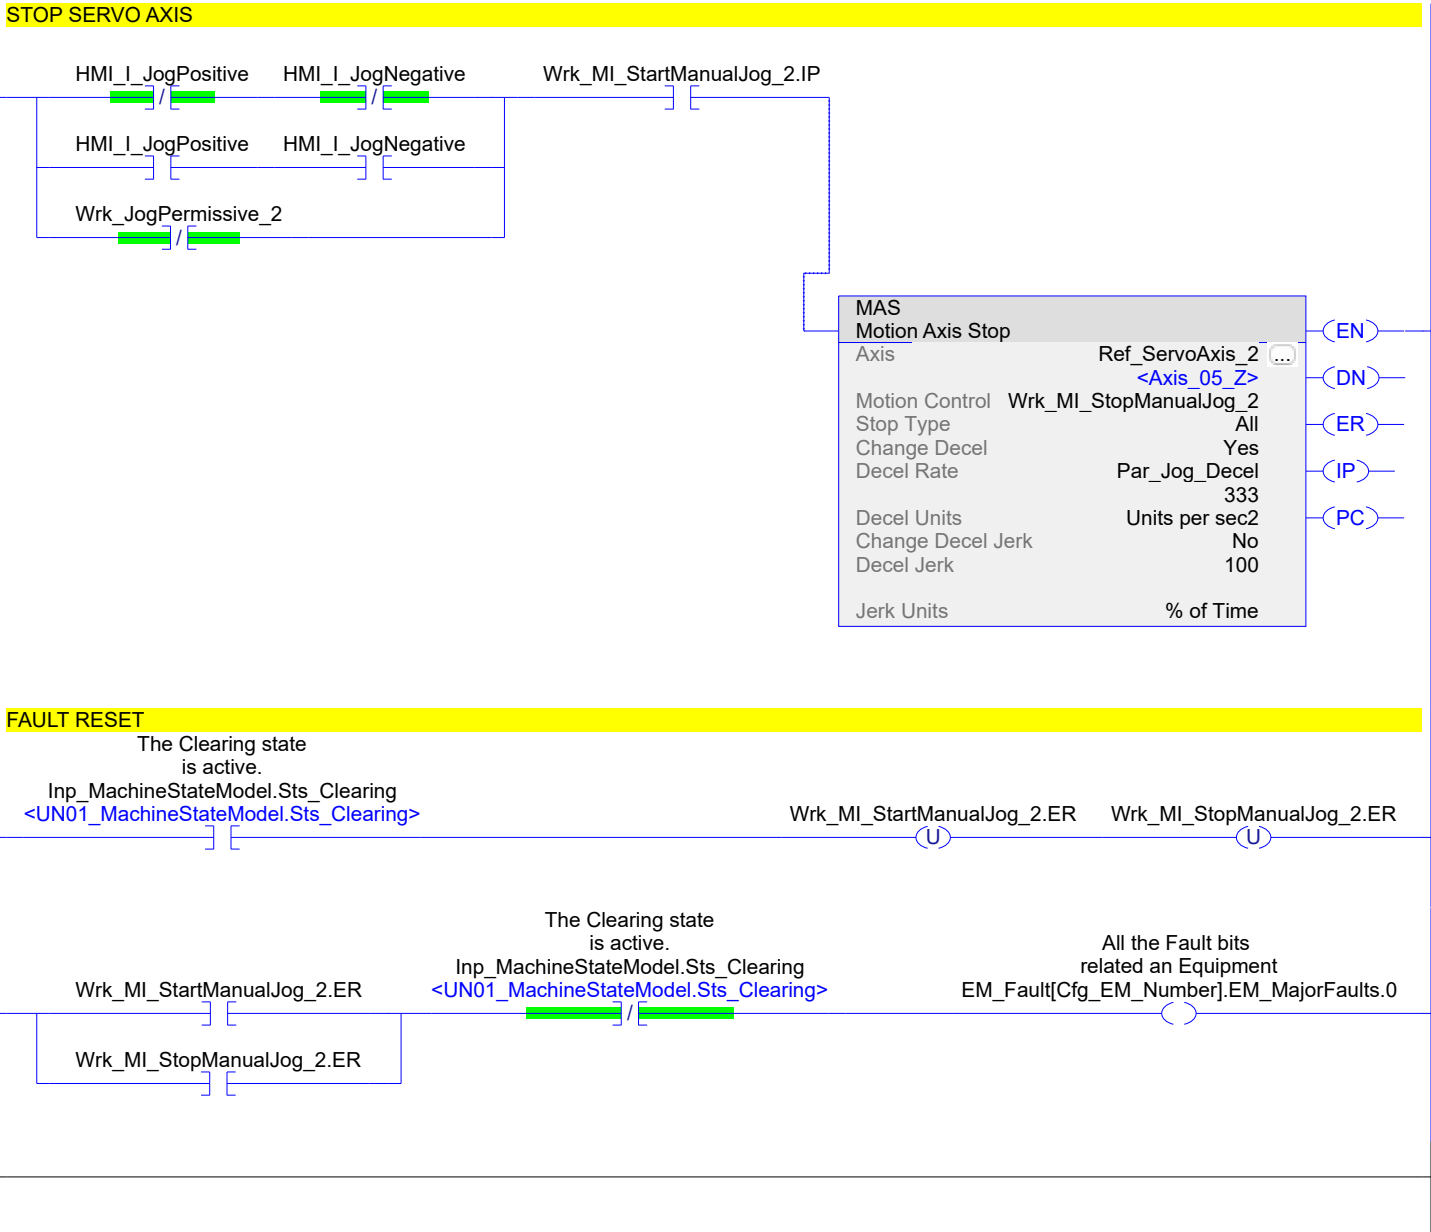 STOP SERVO AXIS
HMI_I_JogPositive HMI_I_JogNegative Wrk_MI_StartManualJog_2.IP
/ /
HMI_I_JogPositive HMI_I_JogNegative
Wrk_JogPermissive_2
/
MAS
Motion Axis Stop
Axis Ref_ServoAxis_2 ...
<Axis_05_Z>
Motion Control Wrk_MI_StopManualJog_2
Stop Type All
Change Decel Yes
Decel Rate Par_Jog_Decel
333
Decel Units Units per sec2
Change Decel Jerk No
Decel Jerk 100
Jerk Units % of Time
EN
DN
ER
IP
PC
FAULT RESET
The Clearing state
is active.
Inp_MachineStateModel.Sts_Clearing
<UN01_MachineStateModel.Sts_Clearing>
Wrk_MI_StartManualJog_2.ER Wrk_MI_StopManualJog_2.ER
U U
Wrk_MI_StartManualJog_2.ER
Wrk_MI_StopManualJog_2.ER
The Clearing state
is active.
Inp_MachineStateModel.Sts_Clearing
<UN01_MachineStateModel.Sts_Clearing>
/
All the Fault bits
related an Equipment
EM_Fault[Cfg_EM_Number].EM_MajorFaults.0